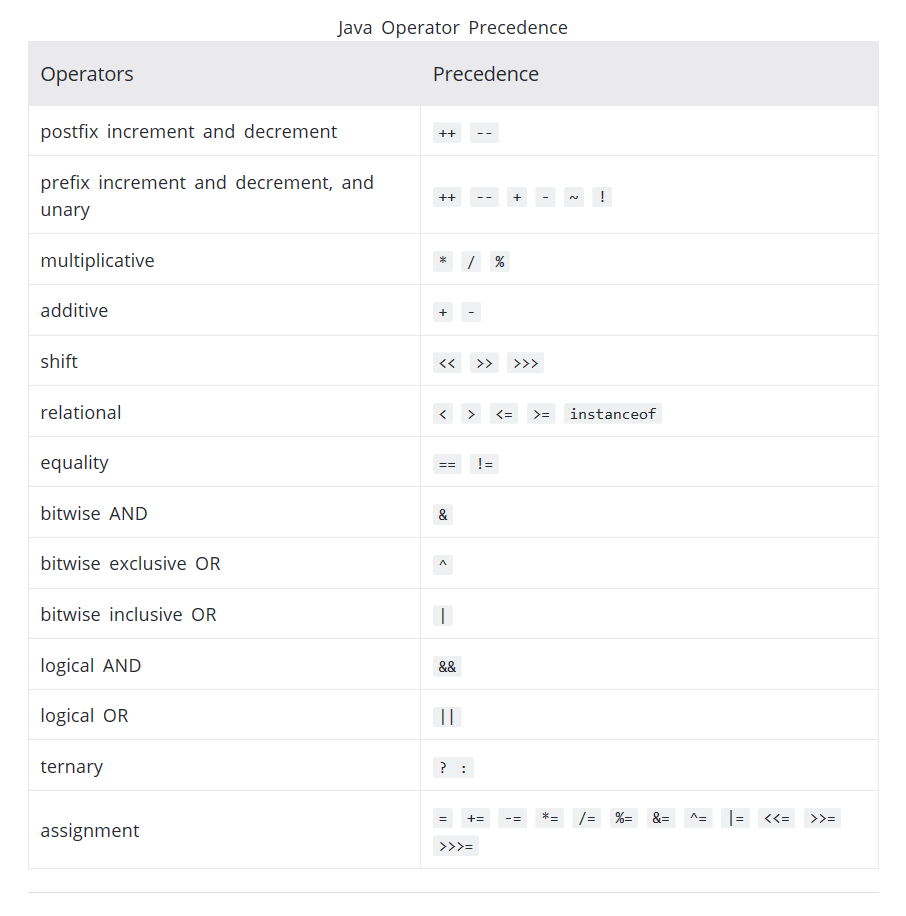 Java Operator Precedence
Operators Precedence
postfix increment and decrement ++ --
prefix increment and decrement, and
unary
++ -- + - ~ !
multiplicative * / %
additive + -
shift << >> >>>
relational < > <= >= instanceof
equality == !=
bitwise AND &
bitwise exclusive OR ^
bitwise inclusive OR |
logical AND &&
logical OR ||
ternary ? :
assignment
= += -= *= /= %= &= ^= |= <<= >>=
>>>=